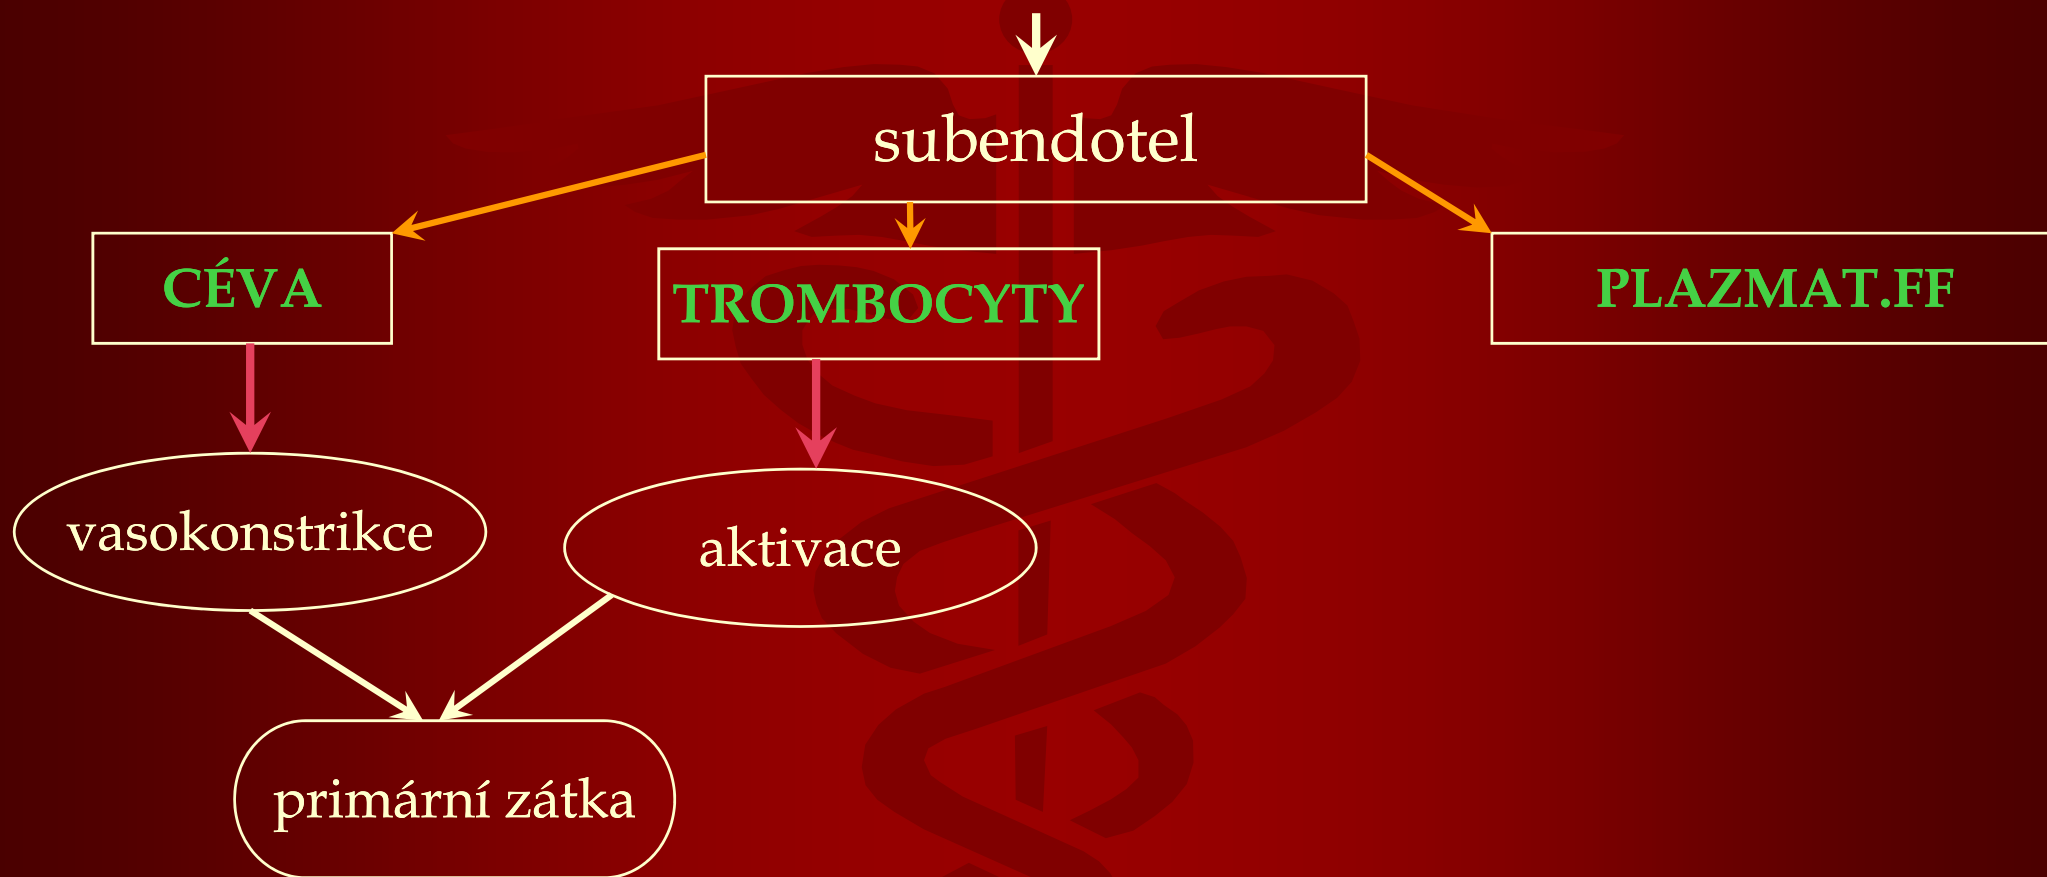 subendotel
CÉVA
TROMBOCYTY
PLAZMAT.FF
vasokonstrikce
aktivace
primární zátka